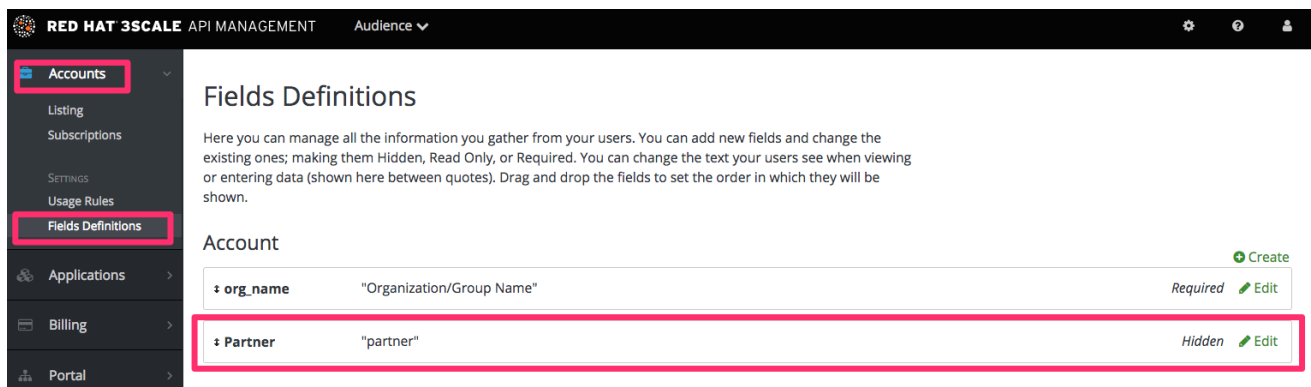 RED HAT 3SCALE API MANAGEMENT Audience
Accounts
Listing
Subscriptions
SETTINGS
Usage Rules
Fields Definitions
Applications
Billing
Portal
Fields Definitions
Here you can manage all the information you gather from your users. You can add new fields and change the
existing ones; making them Hidden, Read Only, or Required. You can change the text your users see when viewing
or entering data (shown here between quotes). Drag and drop the fields to set the order in which they will be
shown.
Account
Create
org_name "Organization/Group Name" Required Edit
Partner "partner" Hidden Edit